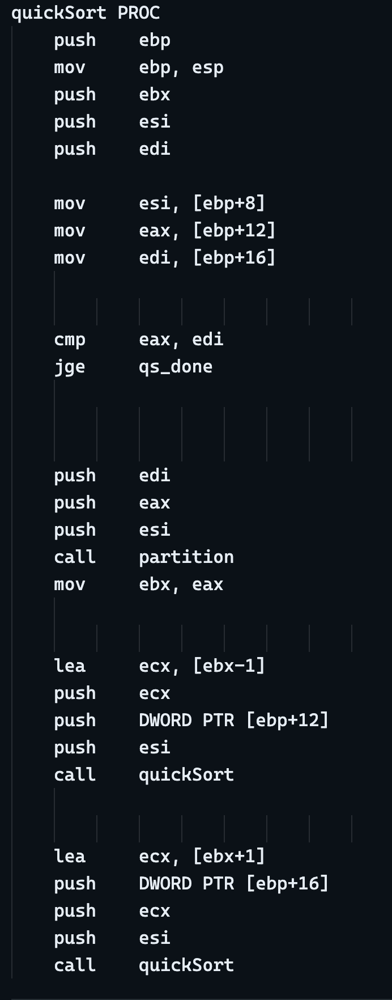 quickSort PROC
push ebp
mov ebp, esp
push ebx
push esi
push edi
mov esi, [ebp+8]
mov eax, [ebp+12]
mov edi, [ebp+16]
cmp eax, edi
jge qs_done
push edi
push eax
push esi
call partition
mov ebx, eax
lea ecx, [ebx-1]
push ecx
push DWORD PTR [ebp+12]
push esi
call quickSort
lea ecx, [ebx+1]
push DWORD PTR [ebp+16]
push ecx
push esi
call quickSort